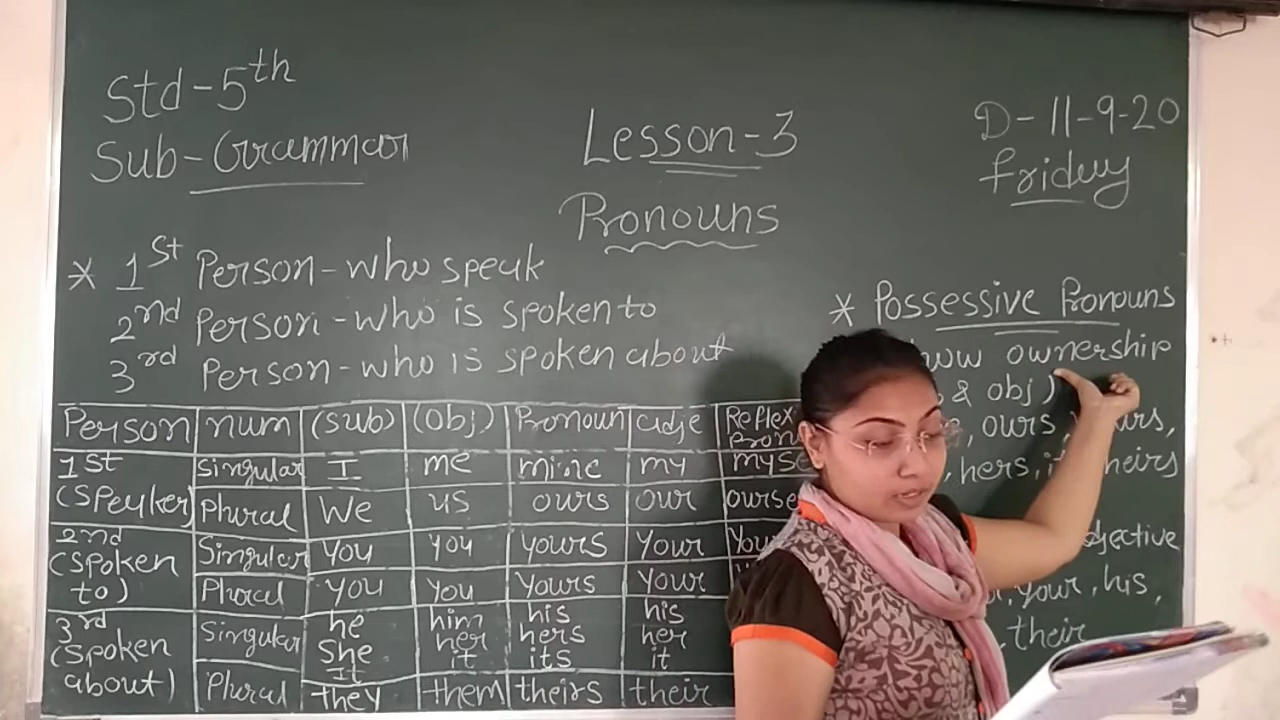 Std-5th
Sub-Grammar
Lesson-3
Pronouns
D-11-9-20
Friday
* 1st Person-who speak
2nd Person-who is spoken to
3rd Person-who is spoken about
Person num (sub) (obj) Pronoun adje Reflex
1st (Speaker) Singular I me mine my
Plural We us ours our
2nd (spoken to) Singular You You Yours Your
Plural You You Yours Your
3rd (spoken about) Singular he him his his
She her hers her
It it its it
Plural they them theirs their
* Possessive Pronouns
ownership
& obj)
, ours,
, hers,
, your, his,
, their